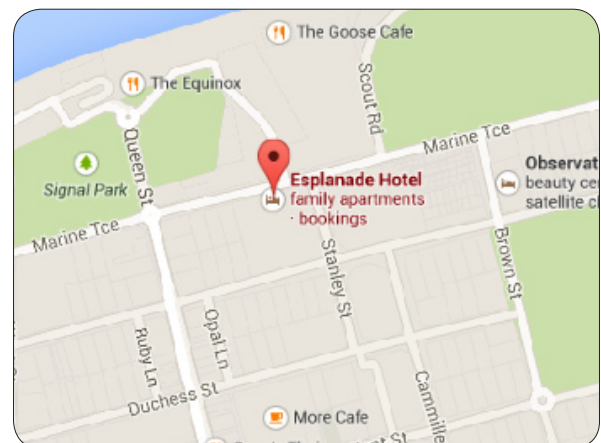 The Goose Cafe
The Equinox
Scout Rd
Marine Tce
Queen St
Signal Park
Esplanade Hotel
family apartments
· bookings
Observat
beauty ce
satellite c
Marine Tce
Stanley St
Brown St
Ruby Ln
Opal Ln
Duchess St
Cammille
More Cafe
St